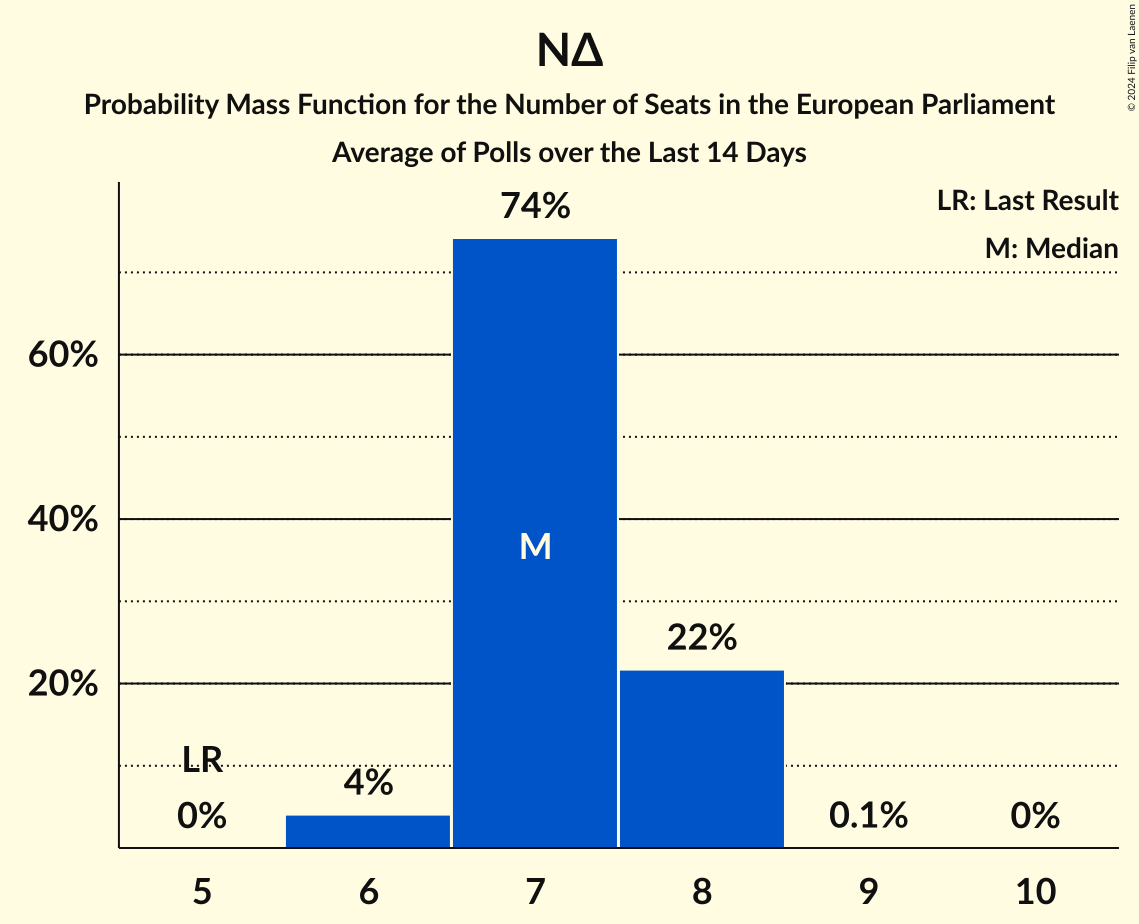 © 2024 Filip van Laenen
ΝΔ
Probability Mass Function for the Number of Seats in the European Parliament
Average of Polls over the Last 14 Days
LR: Last Result
M: Median
74%
60%
M
40%
22%
20%
LR
4%
0%
0.1%
0%
5 6 7 8 9 10